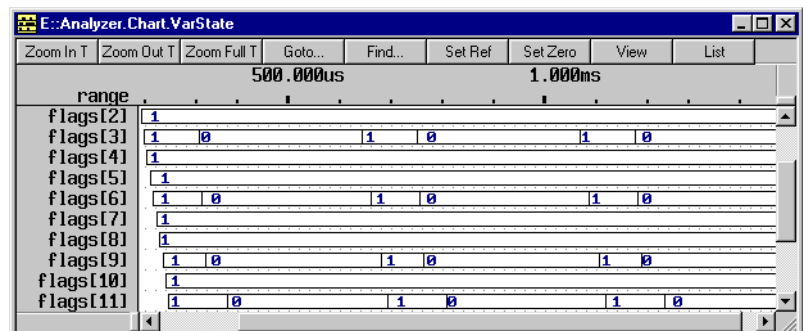 E::Analyzer.Chart.VarState
Zoom In T Zoom Out T Zoom Full T Goto... Find... Set Ref Set Zero View List
500.000us 1.000ms
range
flags[2] 1
flags[3] 1 0 1 0 1 0
flags[4] 1
flags[5] 1
flags[6] 1 0 1 0 1 0
flags[7] 1
flags[8] 1
flags[9] 1 0 1 0 1 0
flags[10] 1
flags[11] 1 0 1 0 1 0